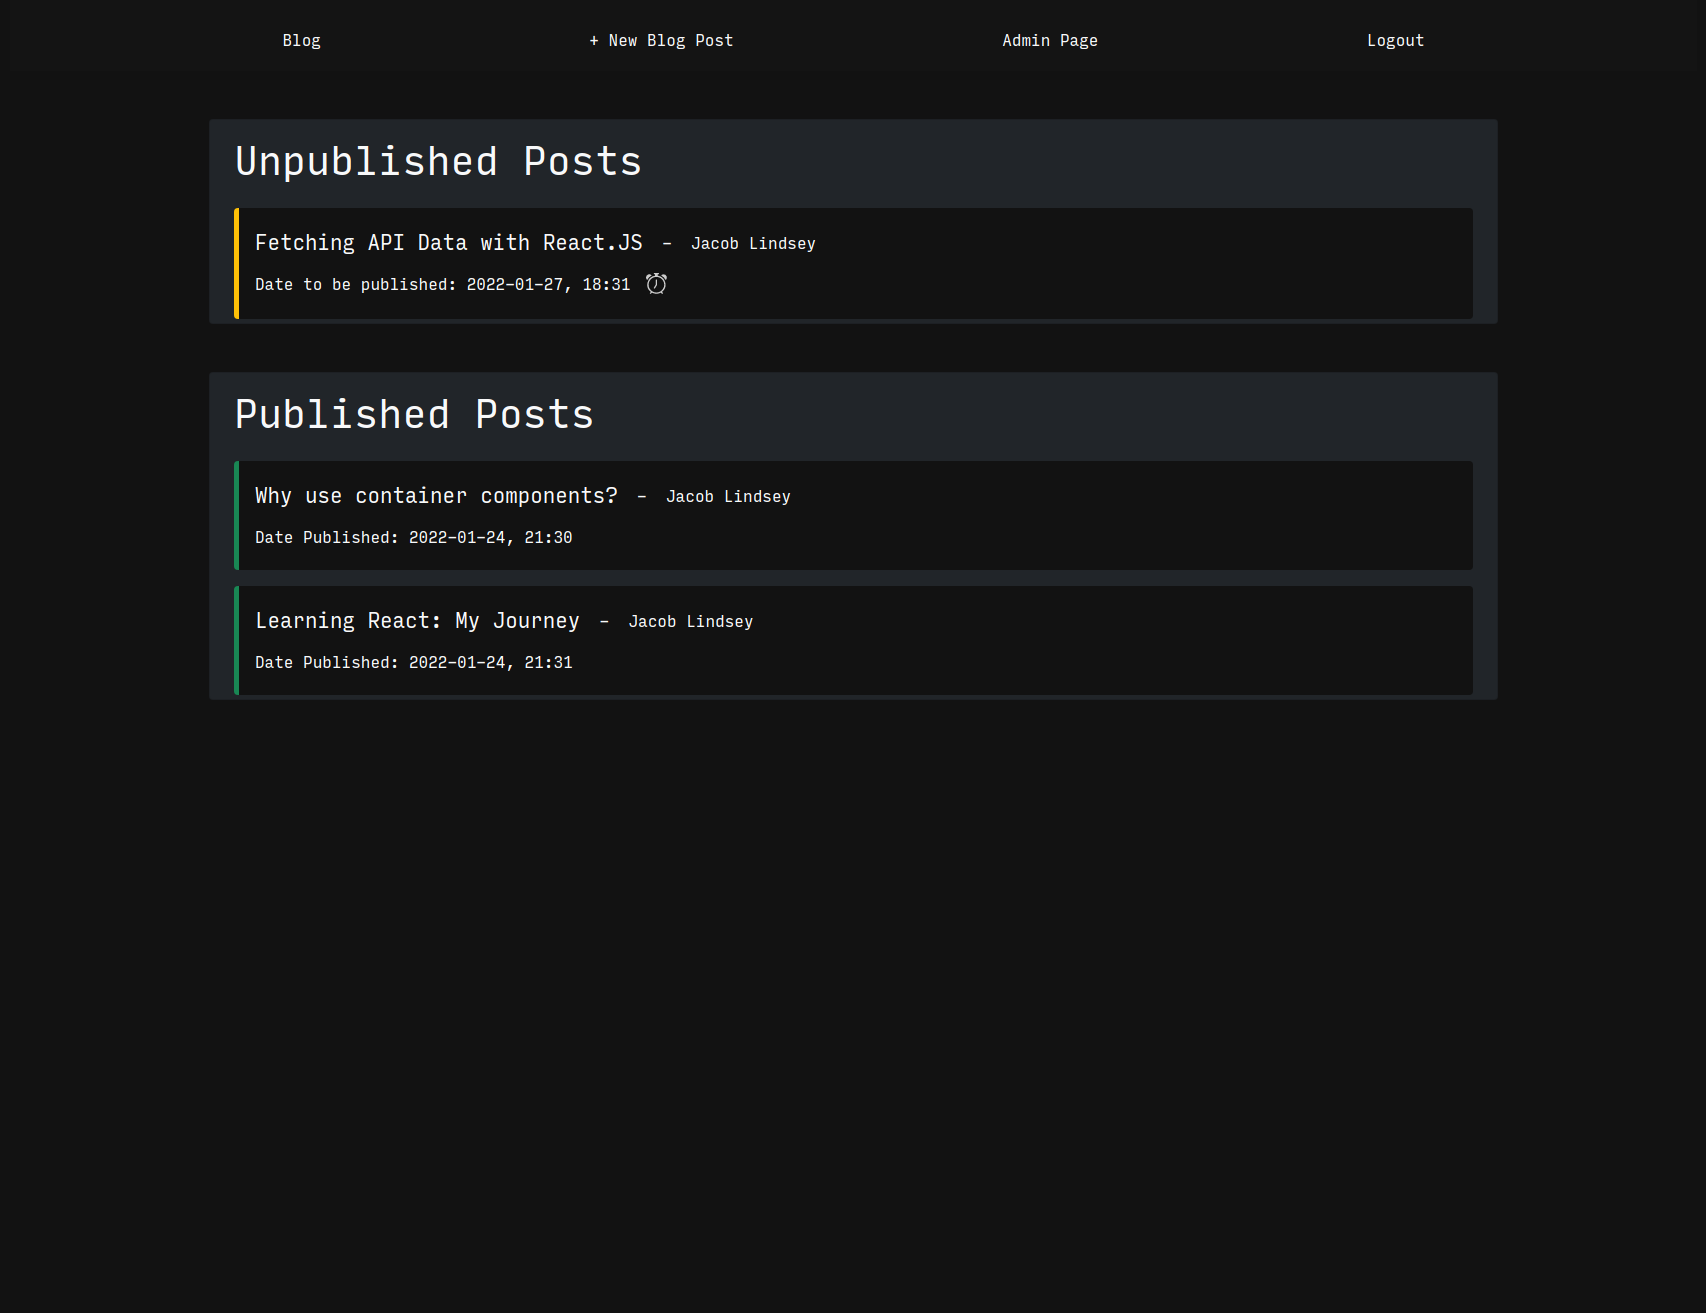 Blog + New Blog Post Admin Page Logout
Unpublished Posts
Fetching API Data with React.JS - Jacob Lindsey
Date to be published: 2022-01-27, 18:31
Published Posts
Why use container components? - Jacob Lindsey
Date Published: 2022-01-24, 21:30
Learning React: My Journey - Jacob Lindsey
Date Published: 2022-01-24, 21:31